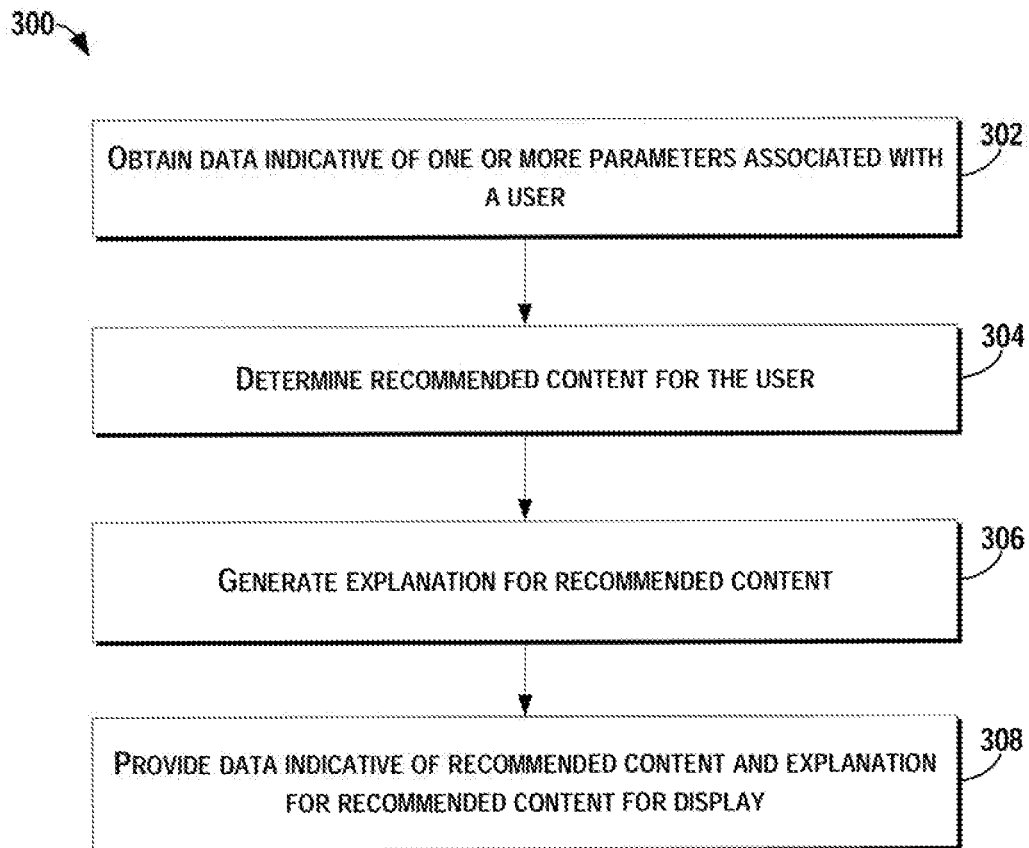 300
OBTAIN DATA INDICATIVE OF ONE OR MORE PARAMETERS ASSOCIATED WITH
A USER
302
DETERMINE RECOMMENDED CONTENT FOR THE USER
304
GENERATE EXPLANATION FOR RECOMMENDED CONTENT
306
PROVIDE DATA INDICATIVE OF RECOMMENDED CONTENT AND EXPLANATION
FOR RECOMMENDED CONTENT FOR DISPLAY
308